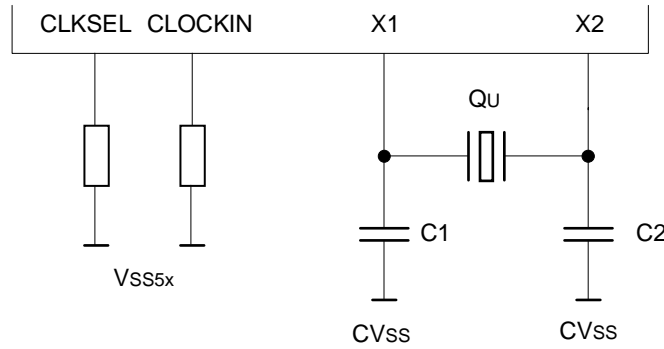 CLKSEL CLOCKIN X1 X2
QU
C1 C2
VSS5x
CVSS CVSS